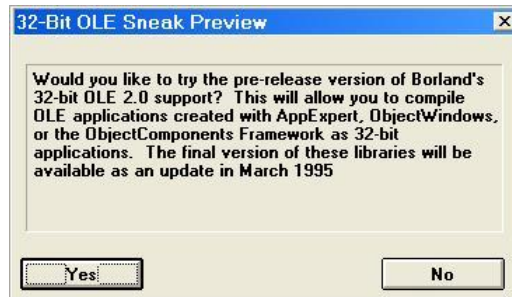 32-Bit OLE Sneak Preview
Would you like to try the pre-release version of Borland's
32-bit OLE 2.0 support?  This will allow you to compile
OLE applications created with AppExpert, ObjectWindows,
or the ObjectComponents Framework as 32-bit
applications.  The final version of these libraries will be
available as an update in March 1995
Yes
No